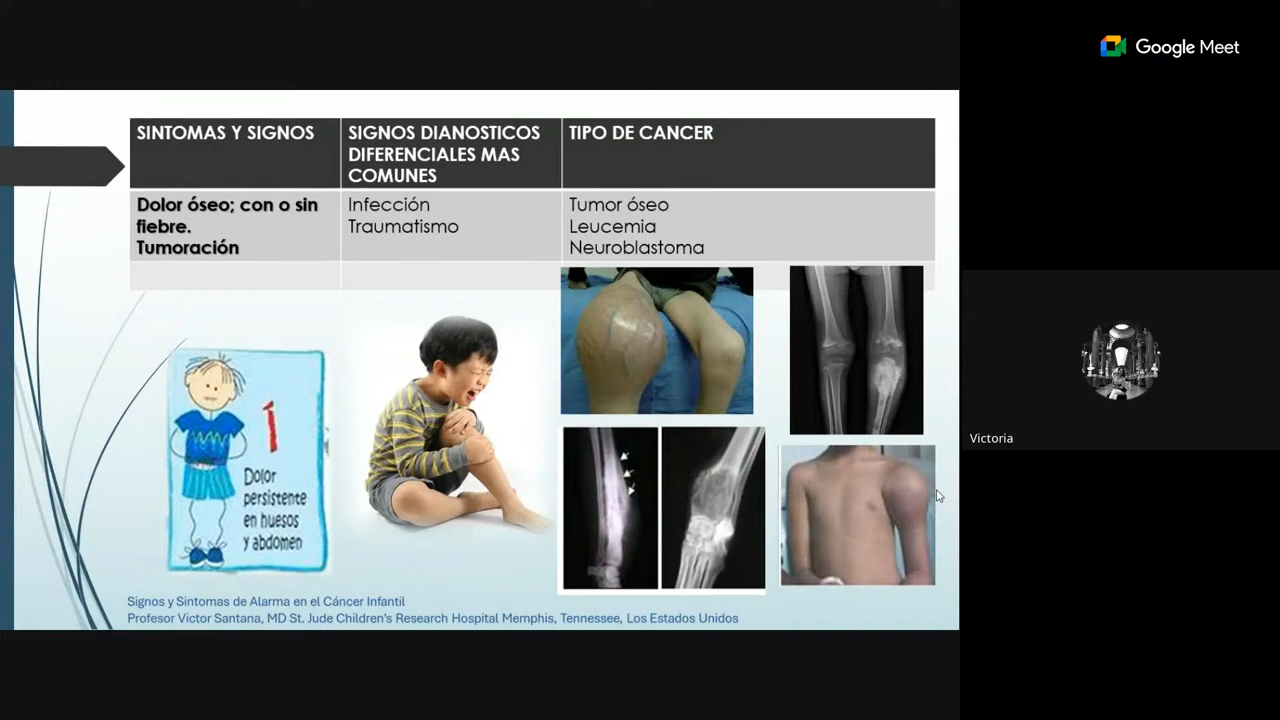 Google Meet
SINTOMAS Y SIGNOS
SIGNOS DIANOSTICOS
DIFERENCIALES MAS
COMUNES
TIPO DE CANCER
Dolor óseo; con o sin
fiebre.
Tumoración
Infección
Traumatismo
Tumor óseo
Leucemia
Neuroblastoma
1
Dolor
persistente
en huesos
y abdomen
Victoria
Signos y Sintomas de Alarma en el Cáncer Infantil
Profesor Victor Santana, MD St. Jude Children's Research Hospital Memphis, Tennessee, Los Estados Unidos